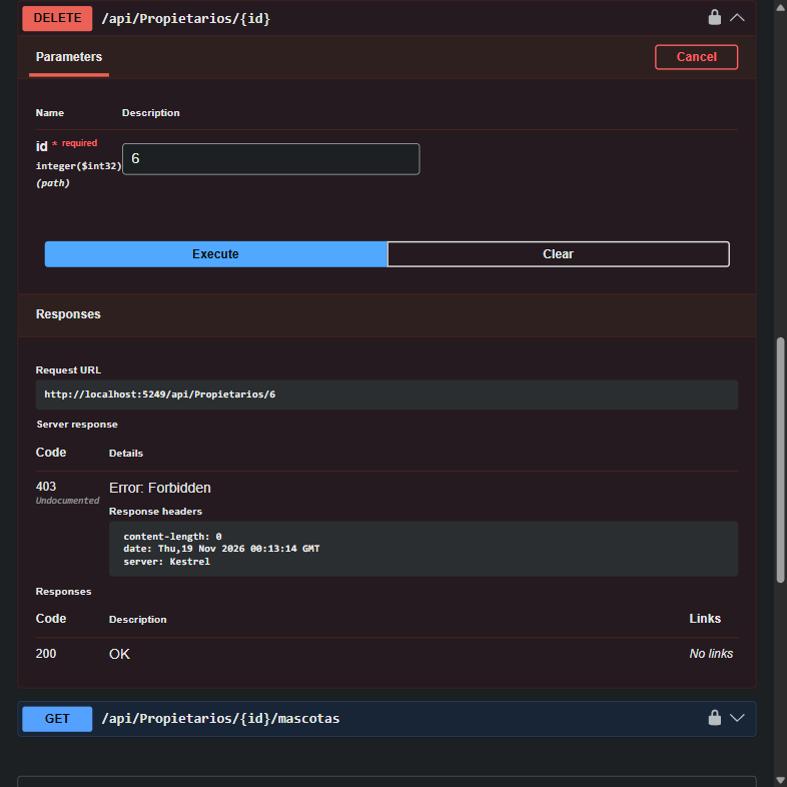 DELETE /api/Propietarios/{id}
Parameters Cancel
Name Description
id * required
integer($int32)
(path)
6
Execute Clear
Responses
Request URL
http://localhost:5249/api/Propietarios/6
Server response
Code Details
403 Error: Forbidden
Undocumented
Response headers
content-length: 0
date: Thu,19 Nov 2026 00:13:14 GMT
server: Kestrel
Responses
Code Description Links
200 OK No links
GET /api/Propietarios/{id}/mascotas